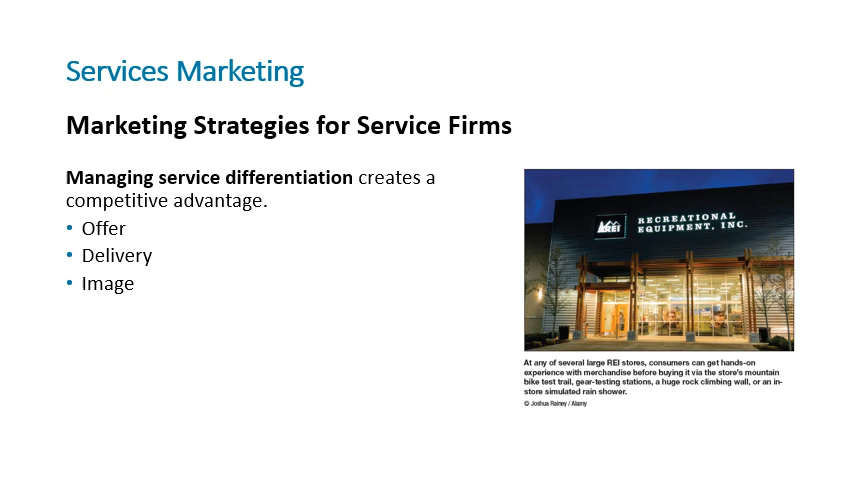 Services Marketing
Marketing Strategies for Service Firms
Managing service differentiation creates a
competitive advantage.
• Offer
• Delivery
• Image
REI
RECREATIONAL
EQUIPMENT, INC.
At any of several large REI stores, consumers can get hands-on
experience with merchandise before buying it via the store's mountain
bike test trail, gear-testing stations, a huge rock climbing wall, or an in-
store simulated rain shower.
© Joshua Rainey / Alamy